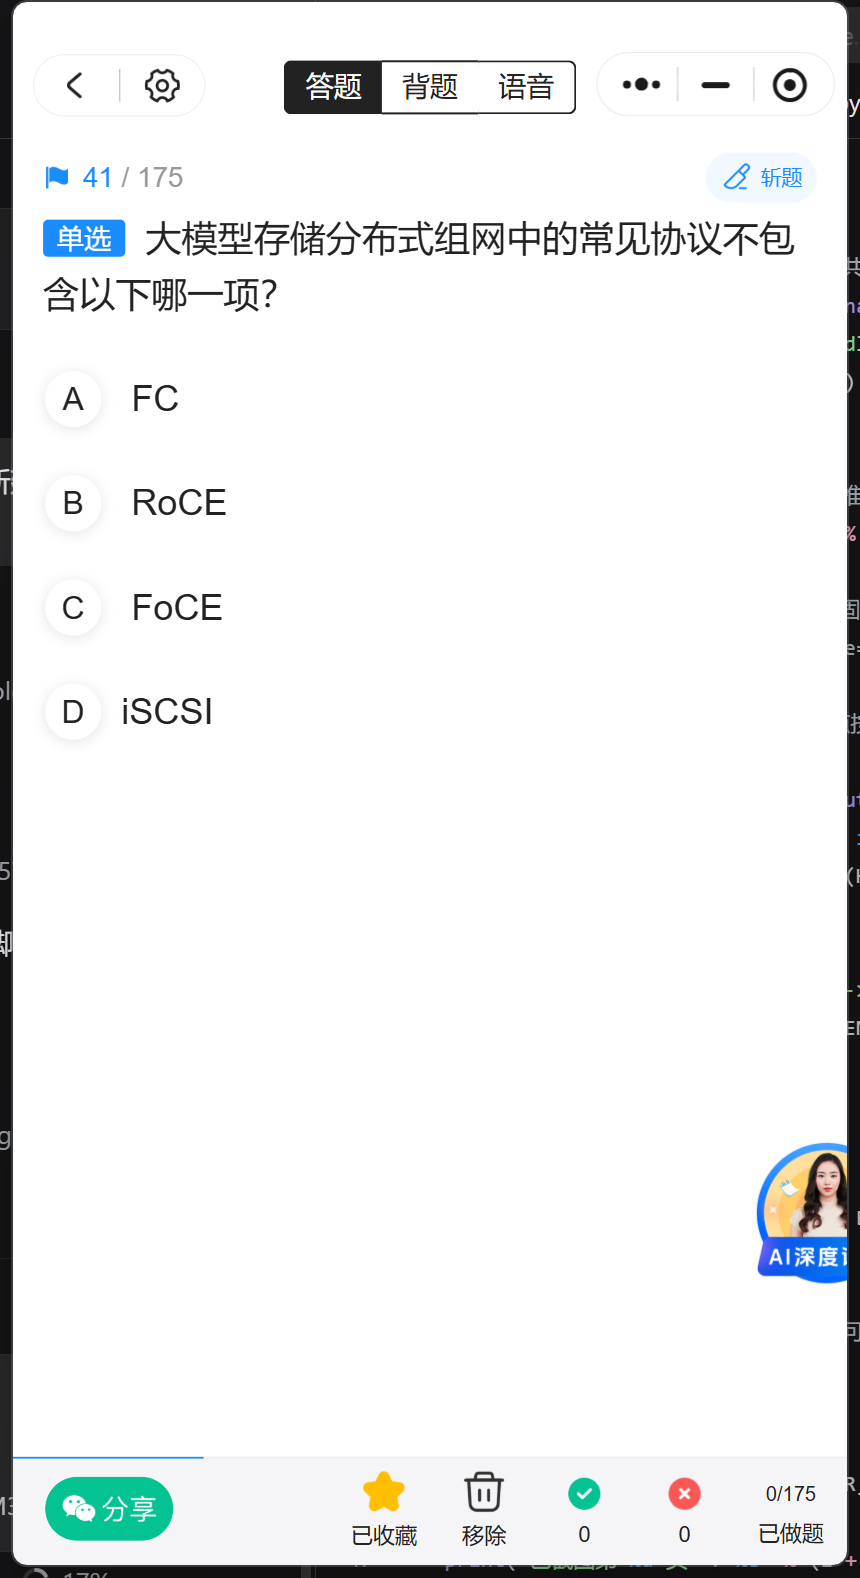 答题 背题 语音
41 / 175
斩题
单选 大模型存储分布式组网中的常见协议不包
含以下哪一项?
A FC
B RoCE
C FoCE
D iSCSI
AI深度
分享
已收藏
移除
0
0
0/175
已做题
17%